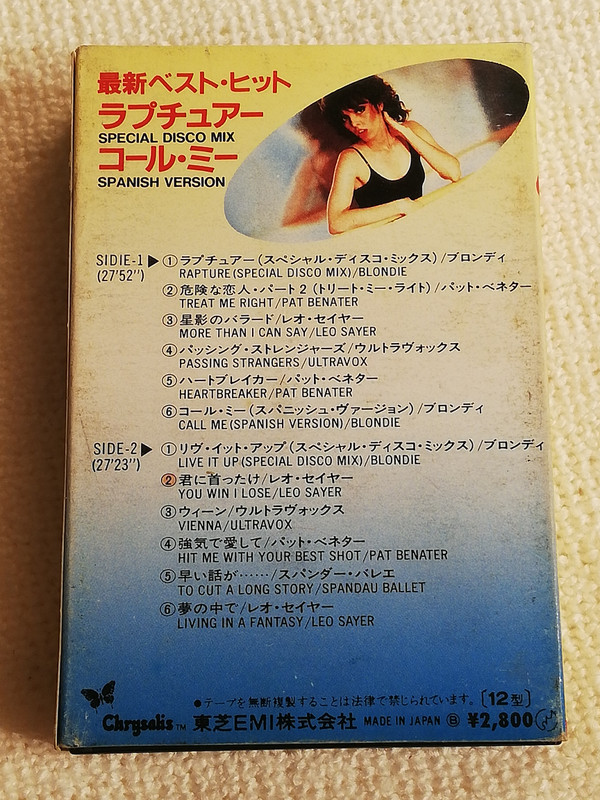 最新ベスト・ヒット
ラプチュアー
SPECIAL DISCO MIX
コール・ミー
SPANISH VERSION
SIDIE-1 ▶ ① ラプチュアー(スペシャル・ディスコ・ミックス)/ブロンディ
(27'52") RAPTURE(SPECIAL DISCO MIX)/BLONDIE
② 危険な恋人・パート2 (トリート・ミー・ライト)/パット・ベネター
TREAT ME RIGHT/PAT BENATER
③ 星影のバラード/レオ・セイヤー
MORE THAN I CAN SAY/LEO SAYER
④ パッシング・ストレンジャーズ/ウルトラヴォックス
PASSING STRANGERS/ULTRAVOX
⑤ ハートブレイカー/パット・ベネター
HEARTBREAKER/PAT BENATER
⑥ コール・ミー(スパニッシュ・ヴァージョン)/ブロンディ
CALL ME(SPANISH VERSION)/BLONDIE
SIDE-2 ▶ ① リヴ・イット・アップ(スペシャル・ディスコ・ミックス)/ブロンディ
(27'23") LIVE IT UP(SPECIAL DISCO MIX)/BLONDIE
② 君に首ったけ/レオ・セイヤー
YOU WIN I LOSE/LEO SAYER
③ ウィーン/ウルトラヴォックス
VIENNA/ULTRAVOX
④ 強気で愛して/パット・ベネター
HIT ME WITH YOUR BEST SHOT/PAT BENATER
⑤ 早い話が……/スパンダー・バレエ
TO CUT A LONG STORY/SPANDAU BALLET
⑥ 夢の中で/レオ・セイヤー
LIVING IN A FANTASY/LEO SAYER
●テープを無断複製することは法律で禁じられています。〔12型〕
Chrysalis TM 東芝EMI株式会社 MADE IN JAPAN Ⓑ ¥2,800